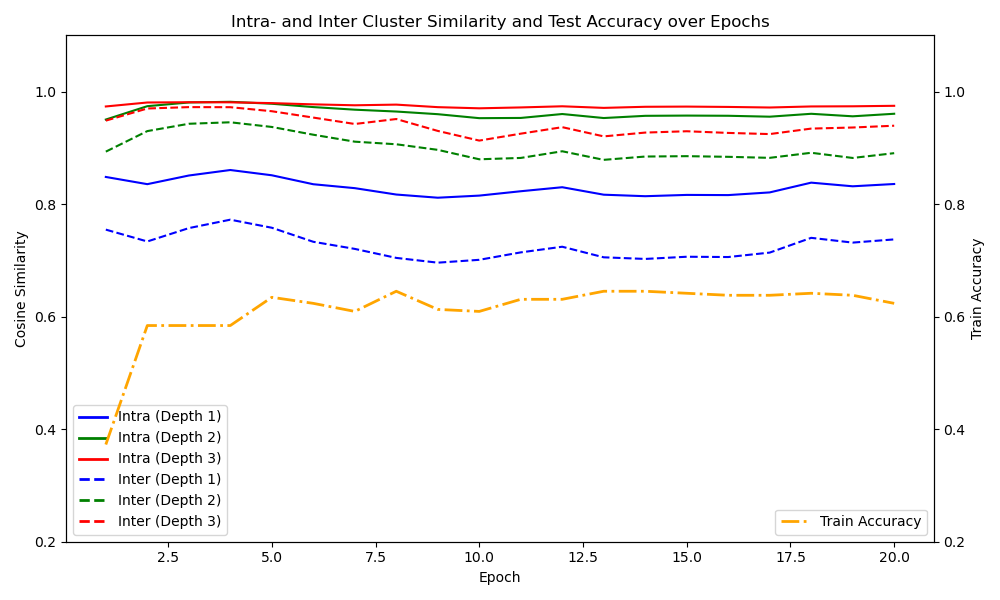 Intra- and Inter Cluster Similarity and Test Accuracy over Epochs
Cosine Similarity
1.0
0.8
0.6
0.4
0.2
1.0
0.8
0.6
0.4
0.2
Train Accuracy
Intra (Depth 1)
Intra (Depth 2)
Intra (Depth 3)
Inter (Depth 1)
Inter (Depth 2)
Inter (Depth 3)
Train Accuracy
2.5 5.0 7.5 10.0 12.5 15.0 17.5 20.0
Epoch